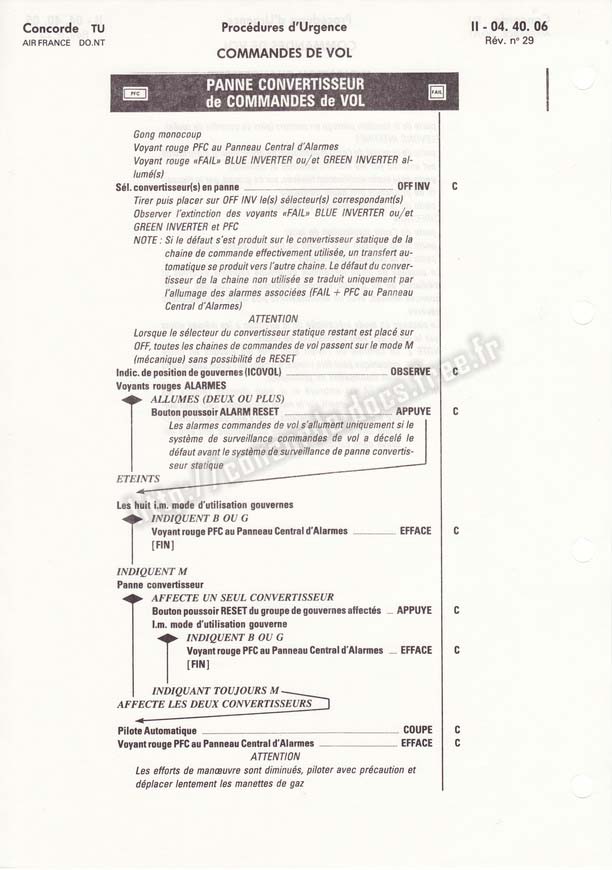 Concorde TU
AIR FRANCE DO.NT
Procédures d'Urgence
COMMANDES DE VOL
II - 04. 40. 06
Rév. n° 29
PFC
PANNE CONVERTISSEUR
de COMMANDES de VOL
FAIL
Gong monocoup
Voyant rouge PFC au Panneau Central d'Alarmes
Voyant rouge «FAIL» BLUE INVERTER ou/et GREEN INVERTER al-
lumé(s)
Sél. convertisseur(s) en panne OFF INV C
Tirer puis placer sur OFF INV le(s) sélecteur(s) correspondant(s)
Observer l'extinction des voyants «FAIL» BLUE INVERTER ou/et
GREEN INVERTER et PFC
NOTE : Si le défaut s'est produit sur le convertisseur statique de la
chaine de commande effectivement utilisée, un transfert au-
tomatique se produit vers l'autre chaine. Le défaut du conver-
tisseur de la chaine non utilisée se traduit uniquement par
l'allumage des alarmes associées (FAIL + PFC au Panneau
Central d'Alarmes)
ATTENTION
Lorsque le sélecteur du convertisseur statique restant est placé sur
OFF, toutes les chaines de commandes de vol passent sur le mode M
(mécanique) sans possibilité de RESET
Indic. de position de gouvernes (ICOVOL) OBSERVE C
Voyants rouges ALARMES
ALLUMES (DEUX OU PLUS)
Bouton poussoir ALARM RESET APPUYE C
Les alarmes commandes de vol s'allument uniquement si le
système de surveillance commandes de vol a décelé le
défaut avant le système de surveillance de panne convertis-
seur statique
ETEINTS
Les huit i.m. mode d'utilisation gouvernes
INDIQUENT B OU G
Voyant rouge PFC au Panneau Central d'Alarmes EFFACE C
[FIN]
INDIQUENT M
Panne convertisseur
AFFECTE UN SEUL CONVERTISSEUR
Bouton poussoir RESET du groupe de gouvernes affectés APPUYE C
I.m. mode d'utilisation gouverne
INDIQUENT B OU G
Voyant rouge PFC au Panneau Central d'Alarmes EFFACE C
[FIN]
INDIQUANT TOUJOURS M
AFFECTE LES DEUX CONVERTISSEURS
Pilote Automatique COUPE C
Voyant rouge PFC au Panneau Central d'Alarmes EFFACE C
ATTENTION
Les efforts de manœuvre sont diminués, piloter avec précaution et
déplacer lentement les manettes de gaz
http://concorde.docs.free.fr